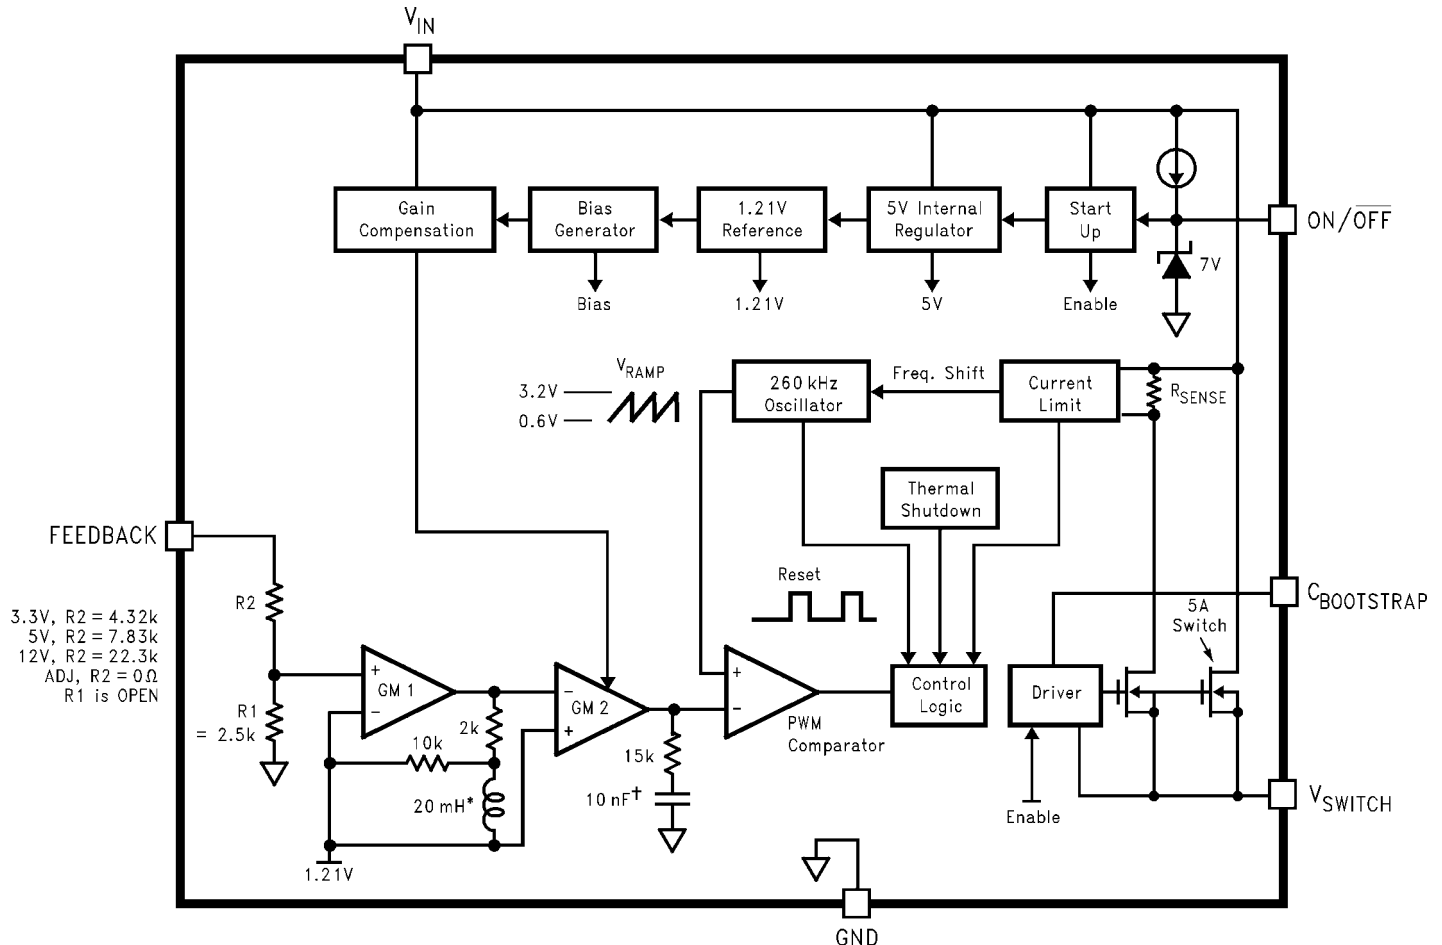 VIN
Gain
Compensation
Bias
Generator
1.21V
Reference
5V Internal
Regulator
Start
Up
ON/OFF
7V
Bias
1.21V
5V
Enable
VRAMP
3.2V
0.6V
260 kHz
Oscillator
Freq. Shift
Current
Limit
RSENSE
Thermal
Shutdown
FEEDBACK
Reset
CBOOTSTRAP
5A
Switch
R2
3.3V, R2 = 4.32k
5V, R2 = 7.83k
12V, R2 = 22.3k
ADJ, R2 = 0Ω
R1 is OPEN
R1
= 2.5k
+
GM 1
−
2k
10k
20 mH*
1.21V
−
GM 2
+
15k
10 nF†
+
−
PWM
Comparator
Control
Logic
Driver
Enable
VSWITCH
GND